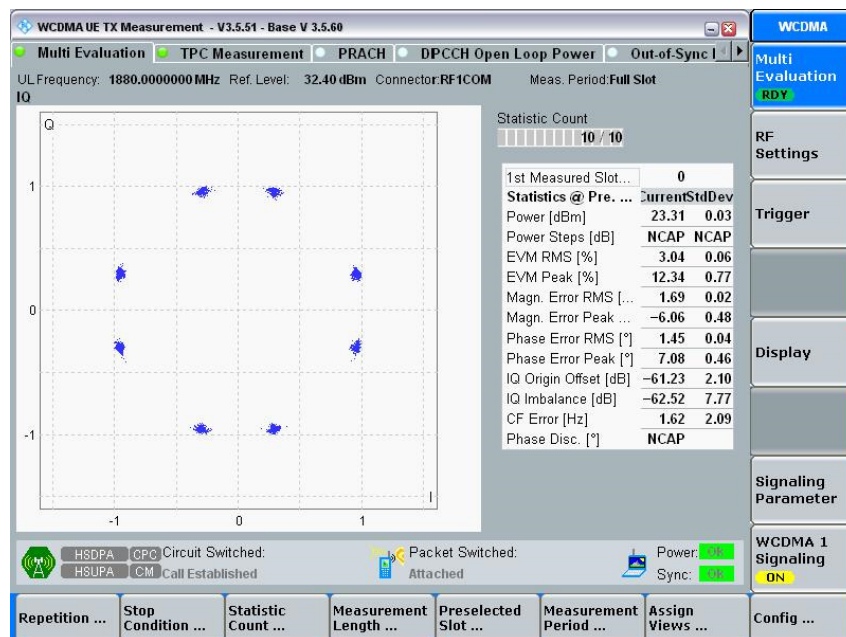 WCDMA UE TX Measurement - V3.5.51 - Base V 3.5.60
WCDMA
Multi Evaluation TPC Measurement PRACH DPCCH Open Loop Power Out-of-Sync
Multi Evaluation
RDY
UL Frequency: 1880.0000000 MHz Ref. Level: 32.40 dBm Connector:RF1COM Meas. Period:Full Slot
IQ
Q
1
0
-1
-1 0 1
I
Statistic Count
10 / 10
1st Measured Slot... 0
Statistics @ Pre. ... Current StdDev
Power [dBm] 23.31 0.03
Power Steps [dB] NCAP NCAP
EVM RMS [%] 3.04 0.06
EVM Peak [%] 12.34 0.77
Magn. Error RMS [... 1.69 0.02
Magn. Error Peak ... −6.06 0.48
Phase Error RMS [°] 1.45 0.04
Phase Error Peak [°] 7.08 0.46
IQ Origin Offset [dB] −61.23 2.10
IQ Imbalance [dB] −62.52 7.77
CF Error [Hz] 1.62 2.09
Phase Disc. [°] NCAP
RF Settings
Trigger
Display
Signaling Parameter
WCDMA 1 Signaling
ON
HSDPA CPC Circuit Switched: Packet Switched: Power: OK
HSUPA CM Call Established Attached Sync: OK
Repetition ...
Stop Condition ...
Statistic Count ...
Measurement Length ...
Preselected Slot ...
Measurement Period ...
Assign Views ...
Config ...